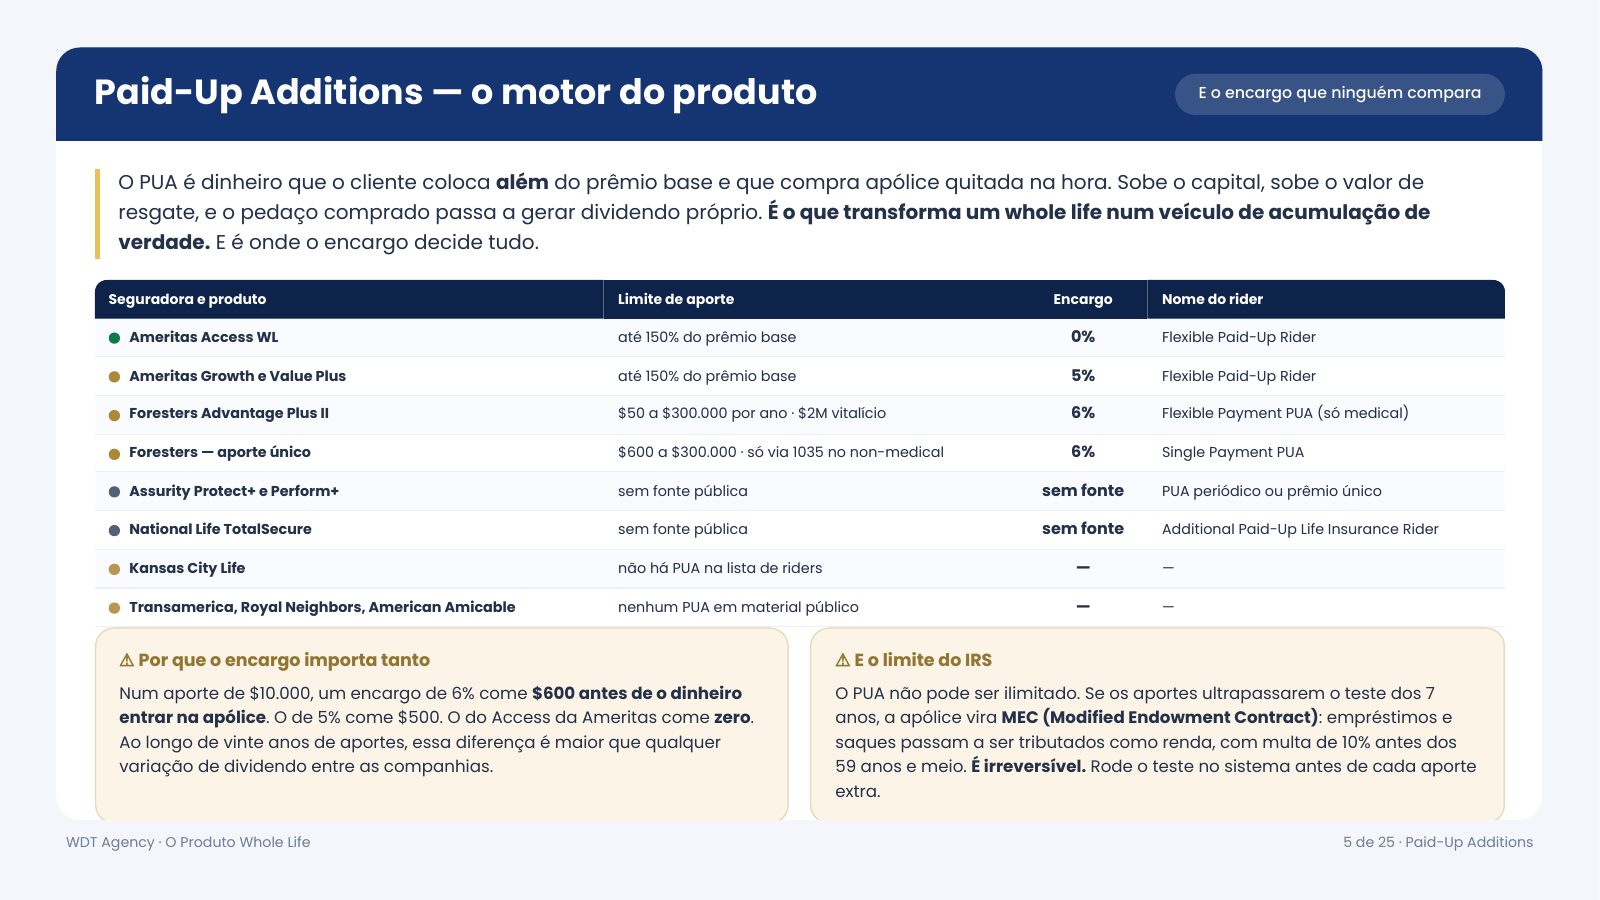 Paid-Up Additions — o motor do produto
E o encargo que ninguém compara
O PUA é dinheiro que o cliente coloca além do prêmio base e que compra apólice quitada na hora. Sobe o capital, sobe o valor de
resgate, e o pedaço comprado passa a gerar dividendo próprio. É o que transforma um whole life num veículo de acumulação de
verdade. E é onde o encargo decide tudo.
Seguradora e produto Limite de aporte Encargo Nome do rider
Ameritas Access WL até 150% do prêmio base 0% Flexible Paid-Up Rider
Ameritas Growth e Value Plus até 150% do prêmio base 5% Flexible Paid-Up Rider
Foresters Advantage Plus II $50 a $300.000 por ano · $2M vitalício 6% Flexible Payment PUA (só medical)
Foresters — aporte único $600 a $300.000 · só via 1035 no non-medical 6% Single Payment PUA
Assurity Protect+ e Perform+ sem fonte pública sem fonte PUA periódico ou prêmio único
National Life TotalSecure sem fonte pública sem fonte Additional Paid-Up Life Insurance Rider
Kansas City Life não há PUA na lista de riders — —
Transamerica, Royal Neighbors, American Amicable nenhum PUA em material público — —
⚠ Por que o encargo importa tanto
Num aporte de $10.000, um encargo de 6% come $600 antes de o dinheiro
entrar na apólice. O de 5% come $500. O do Access da Ameritas come zero.
Ao longo de vinte anos de aportes, essa diferença é maior que qualquer
variação de dividendo entre as companhias.
⚠ E o limite do IRS
O PUA não pode ser ilimitado. Se os aportes ultrapassarem o teste dos 7
anos, a apólice vira MEC (Modified Endowment Contract): empréstimos e
saques passam a ser tributados como renda, com multa de 10% antes dos
59 anos e meio. É irreversível. Rode o teste no sistema antes de cada aporte
extra.
WDT Agency · O Produto Whole Life
5 de 25 · Paid-Up Additions